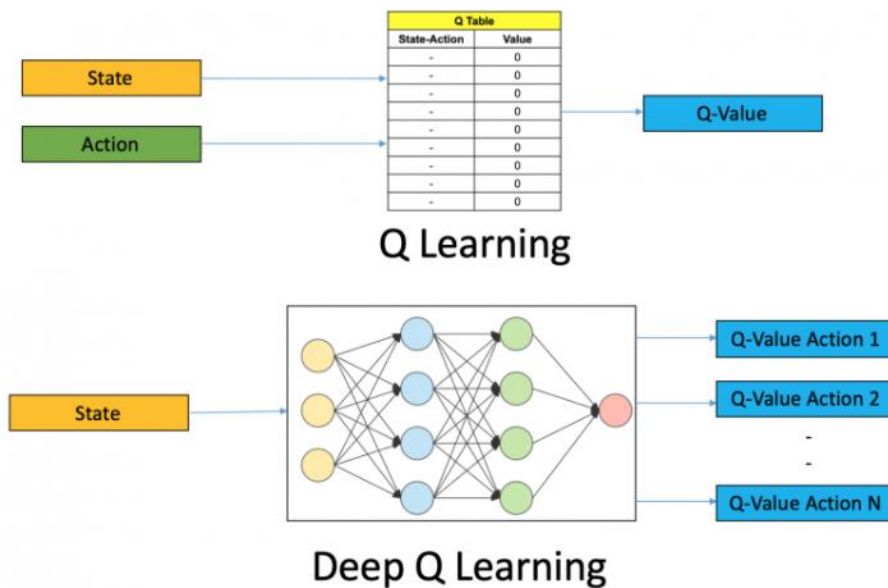 Q Table
State-Action Value
- 0
- 0
- 0
- 0
- 0
- 0
- 0
- 0
- 0
State
Action
Q-Value
Q Learning
State
Q-Value Action 1
Q-Value Action 2
-
-
Q-Value Action N
Deep Q Learning